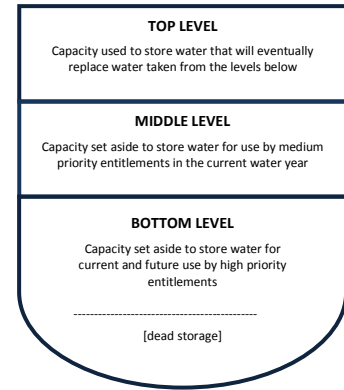 TOP LEVEL
Capacity used to store water that will eventually
replace water taken from the levels below
MIDDLE LEVEL
Capacity set aside to store water for use by medium
priority entitlements in the current water year
BOTTOM LEVEL
Capacity set aside to store water for
current and future use by high priority
entitlements
[dead storage]